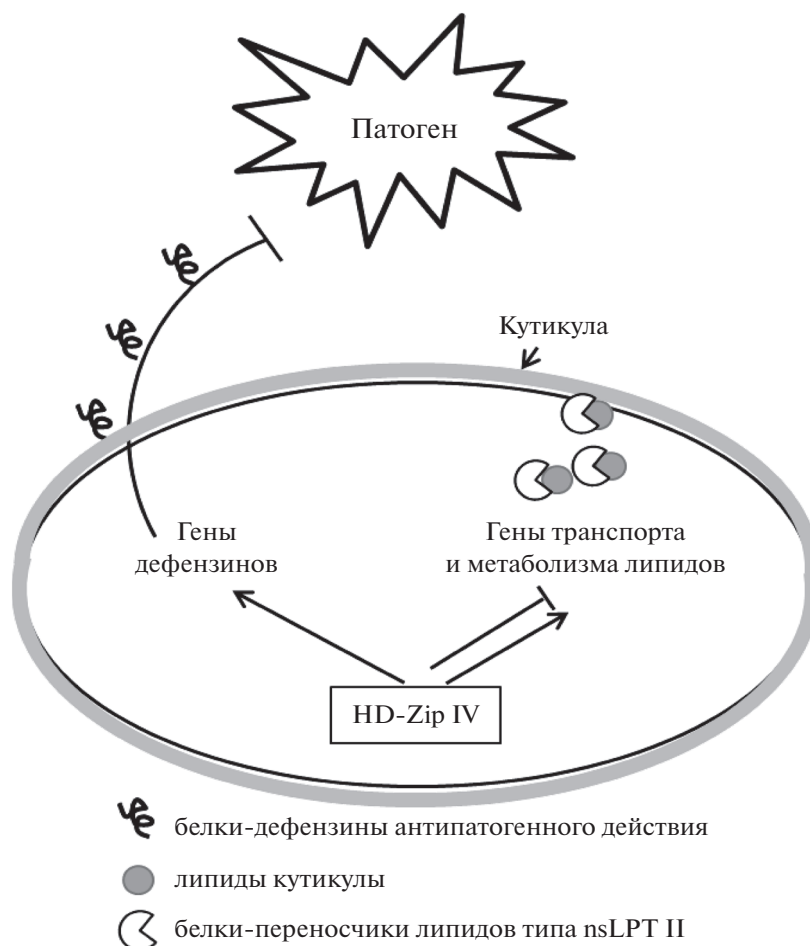 Патоген
Кутикула
Гены
дефензинов
Гены транспорта
и метаболизма липидов
HD-Zip IV
белки-дефензины антипатогенного действия
липиды кутикулы
белки-переносчики липидов типа nsLPT II